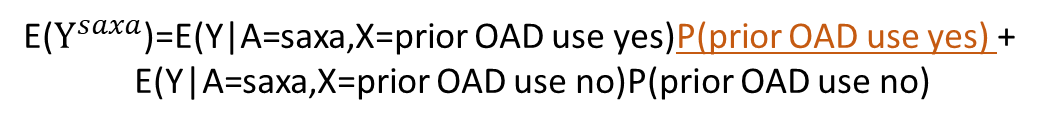 E(Y^saxa)=E(Y|A=saxa,X=prior OAD use yes)P(prior OAD use yes) +
E(Y|A=saxa,X=prior OAD use no)P(prior OAD use no)